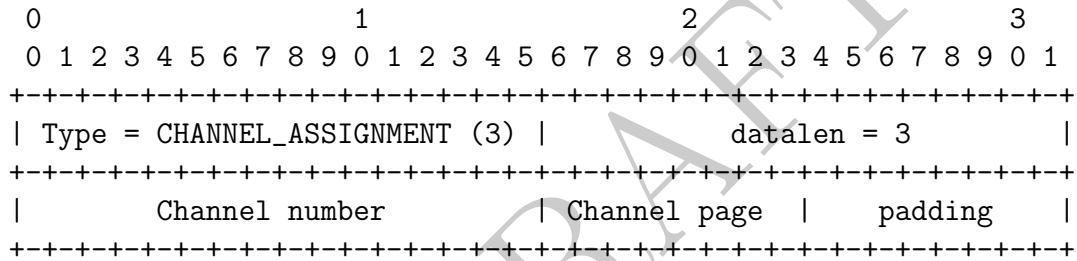 0 1 2 3
0 1 2 3 4 5 6 7 8 9 0 1 2 3 4 5 6 7 8 9 0 1 2 3 4 5 6 7 8 9 0 1
+-+-+-+-+-+-+-+-+-+-+-+-+-+-+-+-+-+-+-+-+-+-+-+-+-+-+-+-+-+-+-+-+
| Type = CHANNEL_ASSIGNMENT (3) | datalen = 3 |
+-+-+-+-+-+-+-+-+-+-+-+-+-+-+-+-+-+-+-+-+-+-+-+-+-+-+-+-+-+-+-+-+
| Channel number | Channel page | padding |
+-+-+-+-+-+-+-+-+-+-+-+-+-+-+-+-+-+-+-+-+-+-+-+-+-+-+-+-+-+-+-+-+